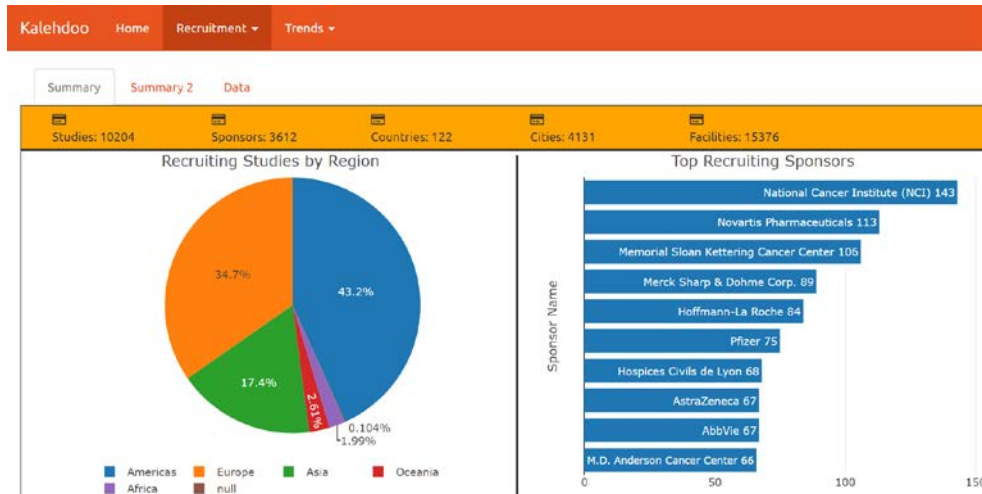 Kalehdoo Home Recruitment Trends
Summary Summary 2 Data
Studies: 10204 Sponsors: 3612 Countries: 122 Cities: 4131 Facilities: 15376
Recruiting Studies by Region
34.7%
43.2%
17.4%
2.61%
0.104%
1.99%
Americas Europe Asia Oceania
Africa null
Top Recruiting Sponsors
Sponsor Name
National Cancer Institute (NCI) 143
Novartis Pharmaceuticals 113
Memorial Sloan Kettering Cancer Center 106
Merck Sharp & Dohme Corp. 89
Hoffmann-La Roche 84
Pfizer 75
Hospices Civils de Lyon 68
AstraZeneca 67
AbbVie 67
M.D. Anderson Cancer Center 66
0 50 100 150